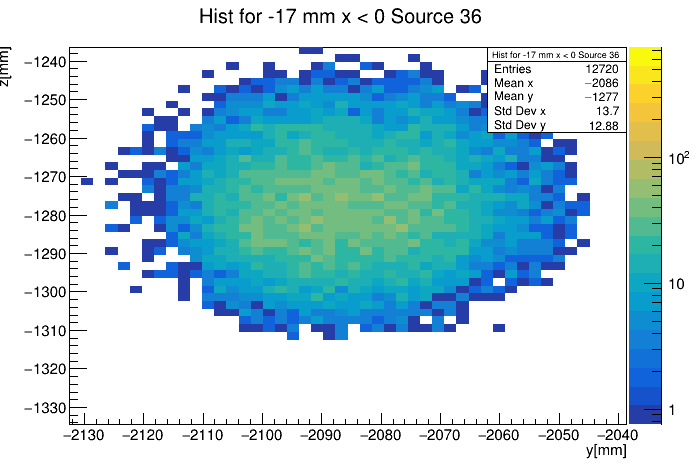 Hist for -17 mm x < 0 Source 36
z[mm]
Hist for -17 mm x < 0 Source 36
Entries 12720
Mean x −2086
Mean y −1277
Std Dev x 13.7
Std Dev y 12.88
−1240
−1250
−1260
−1270
−1280
−1290
−1300
−1310
−1320
−1330
10²
10
1
−2130 −2120 −2110 −2100 −2090 −2080 −2070 −2060 −2050 −2040
y[mm]